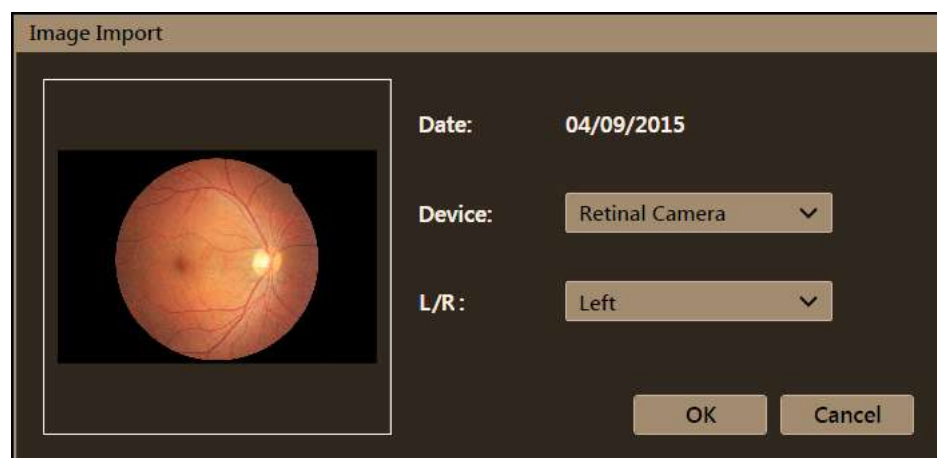 Image Import
Date: 04/09/2015
Device: Retinal Camera
L/R: Left
OK Cancel